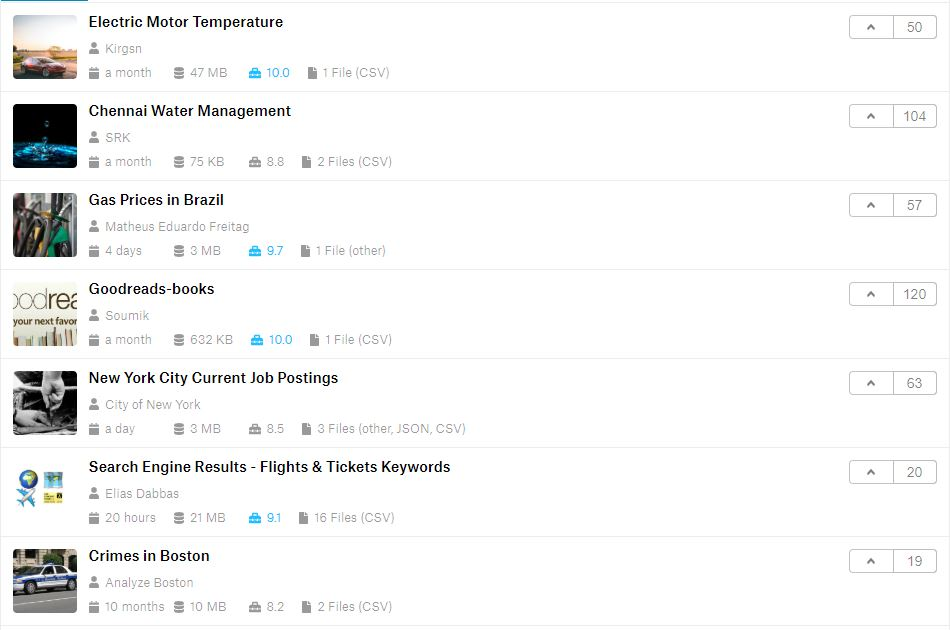 Electric Motor Temperature
50
Kirgsn
a month 47 MB 10.0 1 File (CSV)
Chennai Water Management
104
SRK
a month 75 KB 8.8 2 Files (CSV)
Gas Prices in Brazil
57
Matheus Eduardo Freitag
4 days 3 MB 9.7 1 File (other)
Goodreads-books
120
oodrea
your next favor
Soumik
a month 632 KB 10.0 1 File (CSV)
New York City Current Job Postings
63
City of New York
a day 3 MB 8.5 3 Files (other, JSON, CSV)
Search Engine Results - Flights & Tickets Keywords
20
Elias Dabbas
20 hours 21 MB 9.1 16 Files (CSV)
Crimes in Boston
19
Analyze Boston
10 months 10 MB 8.2 2 Files (CSV)